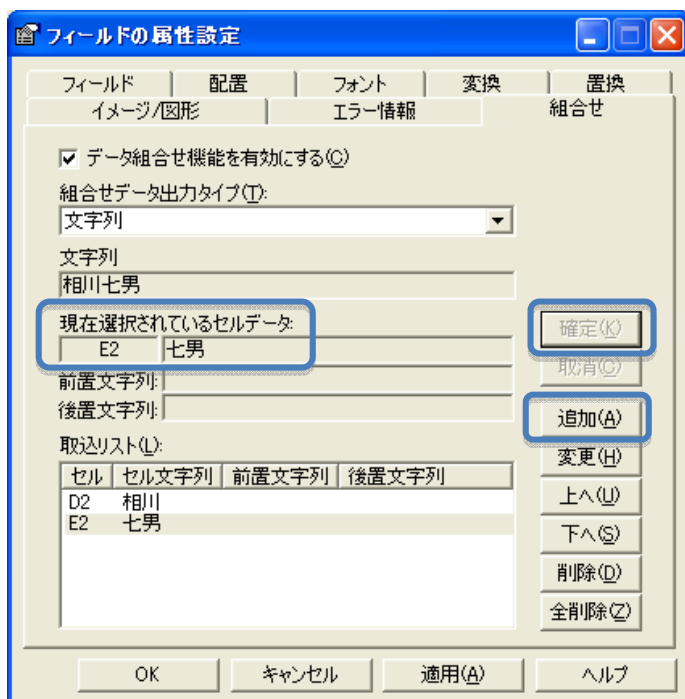 フィールドの属性設定
フィールド 配置 フォント 変換 置換
イメージ/図形 エラー情報 組合せ
データ組合せ機能を有効にする(C)
組合せデータ出力タイプ(T):
文字列
文字列
相川七男
現在選択されているセルデータ:
E2 七男
確定(K)
前置文字列:
取消(C)
後置文字列:
追加(A)
取込リスト(L):
変更(H)
セル セル文字列 前置文字列 後置文字列
D2 相川
上へ(U)
E2 七男
下へ(S)
削除(D)
全削除(Z)
OK キャンセル 適用(A) ヘルプ